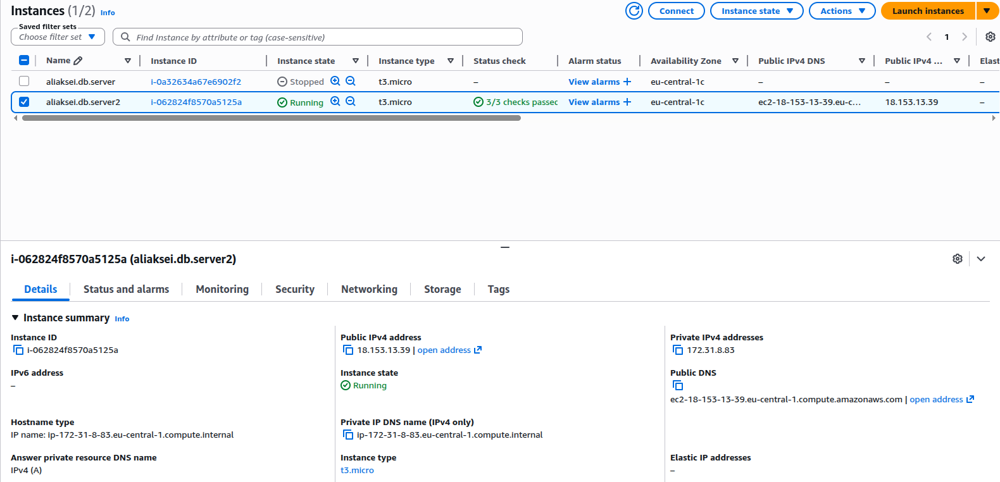 Instances (1/2) Info
Connect Instance state Actions Launch instances
Saved filter sets
Choose filter set Find Instance by attribute or tag (case-sensitive) 1
Name Instance ID Instance state Instance type Status check Alarm status Availability Zone Public IPv4 DNS Public IPv4 ... Elast
aliaksei.db.server i-0a32634a67e6902f2 Stopped t3.micro – View alarms + eu-central-1c – – –
aliaksei.db.server2 i-062824f8570a5125a Running t3.micro 3/3 checks passed View alarms + eu-central-1c ec2-18-153-13-39.eu-c... 18.153.13.39 –
i-062824f8570a5125a (aliaksei.db.server2)
Details Status and alarms Monitoring Security Networking Storage Tags
Instance summary Info
Instance ID
i-062824f8570a5125a
Public IPv4 address
18.153.13.39 | open address
Private IPv4 addresses
172.31.8.83
IPv6 address
–
Instance state
Running
Public DNS
ec2-18-153-13-39.eu-central-1.compute.amazonaws.com | open address
Hostname type
IP name: ip-172-31-8-83.eu-central-1.compute.internal
Private IP DNS name (IPv4 only)
ip-172-31-8-83.eu-central-1.compute.internal
Answer private resource DNS name
IPv4 (A)
Instance type
t3.micro
Elastic IP addresses
–